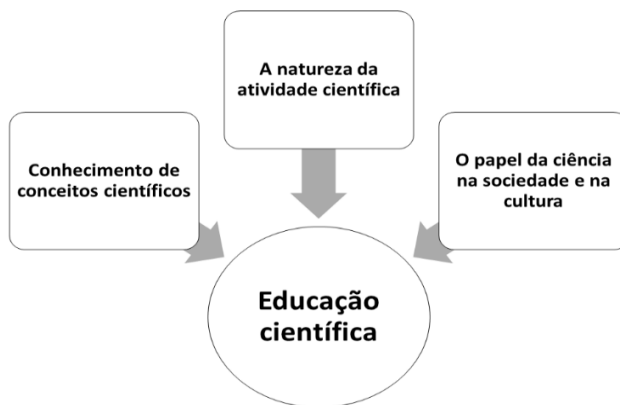 A natureza da
atividade científica
Conhecimento de
conceitos científicos
O papel da ciência
na sociedade e na
cultura
Educação
científica